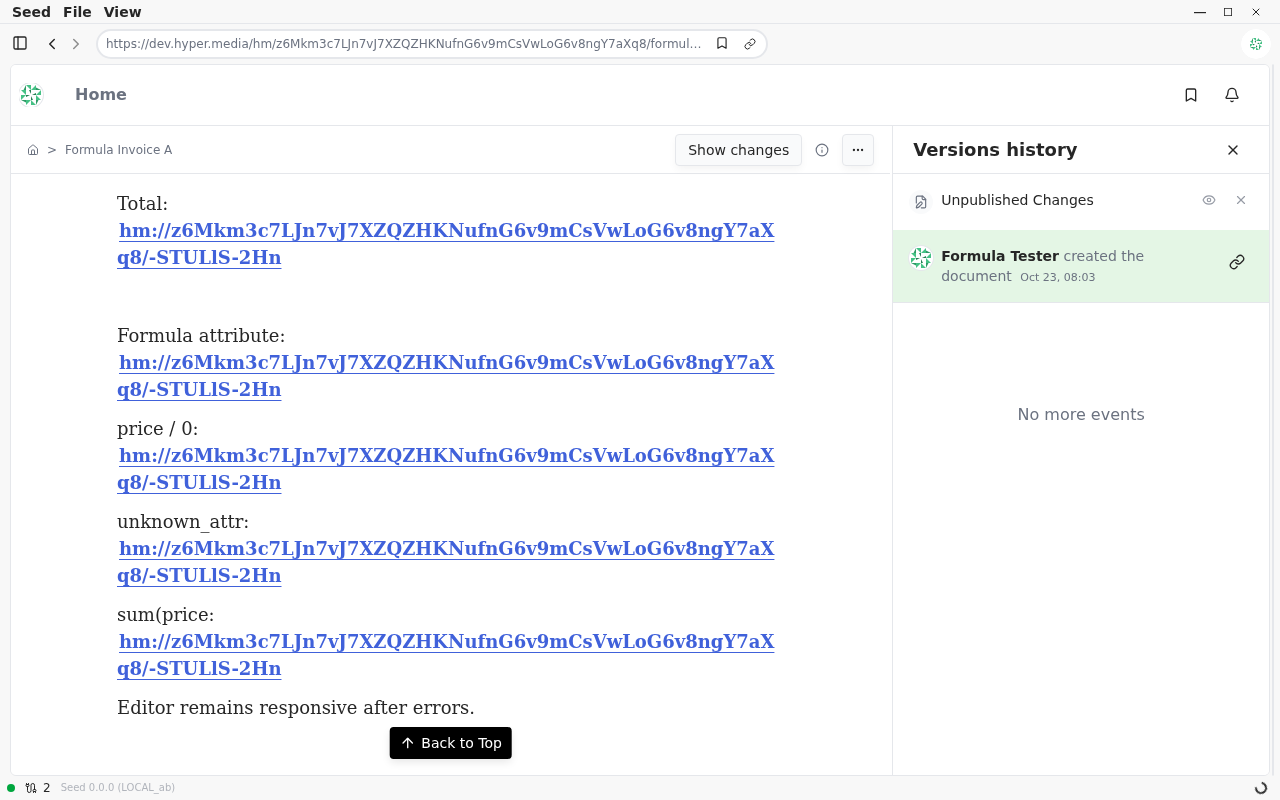 Seed File View
https://dev.hyper.media/hm/z6Mkm3c7LJn7vJ7XZQZHKNufnG6v9mCsVwLoG6v8ngY7aXq8/formul...
Home
> Formula Invoice A
Show changes
Versions history
Total:
hm://z6Mkm3c7LJn7vJ7XZQZHKNufnG6v9mCsVwLoG6v8ngY7aX
q8/-STULlS-2Hn
Formula attribute:
hm://z6Mkm3c7LJn7vJ7XZQZHKNufnG6v9mCsVwLoG6v8ngY7aX
q8/-STULlS-2Hn
price / 0:
hm://z6Mkm3c7LJn7vJ7XZQZHKNufnG6v9mCsVwLoG6v8ngY7aX
q8/-STULlS-2Hn
unknown_attr:
hm://z6Mkm3c7LJn7vJ7XZQZHKNufnG6v9mCsVwLoG6v8ngY7aX
q8/-STULlS-2Hn
sum(price:
hm://z6Mkm3c7LJn7vJ7XZQZHKNufnG6v9mCsVwLoG6v8ngY7aX
q8/-STULlS-2Hn
Editor remains responsive after errors.
Back to Top
Unpublished Changes
Formula Tester created the
document Oct 23, 08:03
No more events
2 Seed 0.0.0 (LOCAL_ab)